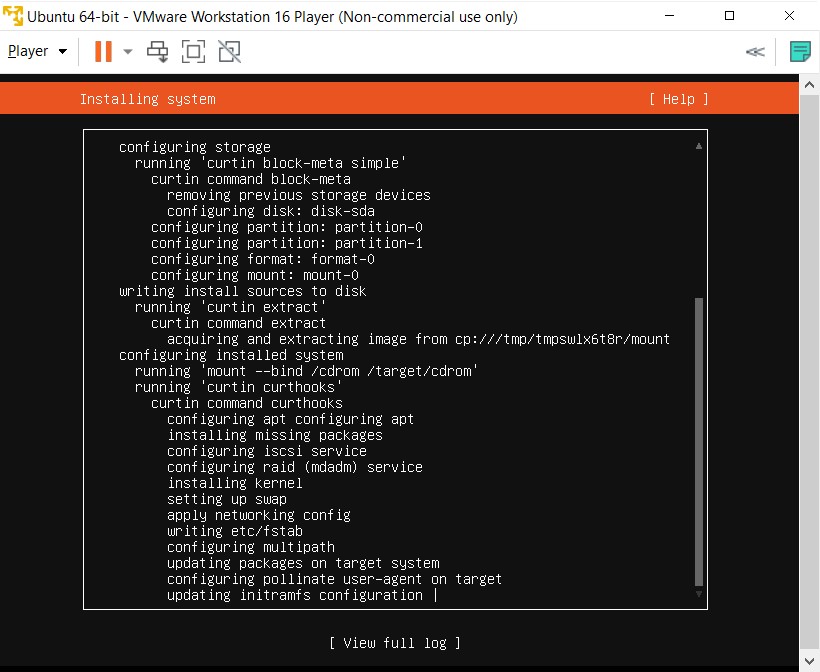 Ubuntu 64-bit - VMware Workstation 16 Player (Non-commercial use only)
Player
Installing system [ Help ]
configuring storage
running 'curtin block-meta simple'
curtin command block-meta
removing previous storage devices
configuring disk: disk-sda
configuring partition: partition-0
configuring partition: partition-1
configuring format: format-0
configuring mount: mount-0
writing install sources to disk
running 'curtin extract'
curtin command extract
acquiring and extracting image from cp:///tmp/tmpswlx6t8r/mount
configuring installed system
running 'mount --bind /cdrom /target/cdrom'
running 'curtin curthooks'
curtin command curthooks
configuring apt configuring apt
installing missing packages
configuring iscsi service
configuring raid (mdadm) service
installing kernel
setting up swap
apply networking config
writing etc/fstab
configuring multipath
updating packages on target system
configuring pollinate user-agent on target
updating initramfs configuration |
[ View full log ]